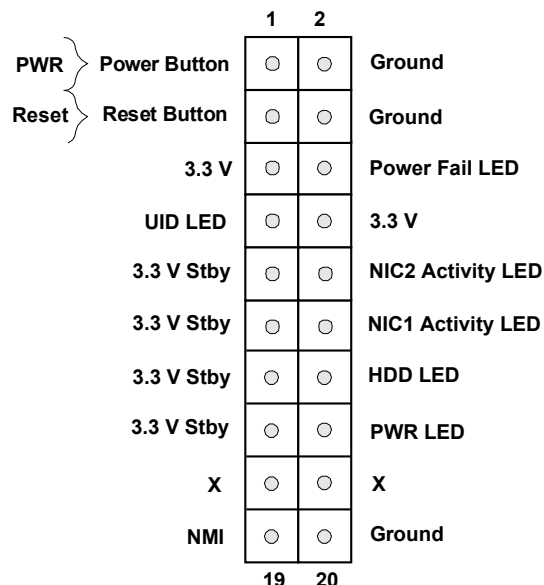 1 2
PWR Power Button Ground
Reset Reset Button Ground
3.3 V Power Fail LED
UID LED 3.3 V
3.3 V Stby NIC2 Activity LED
3.3 V Stby NIC1 Activity LED
3.3 V Stby HDD LED
3.3 V Stby PWR LED
X X
NMI Ground
19 20